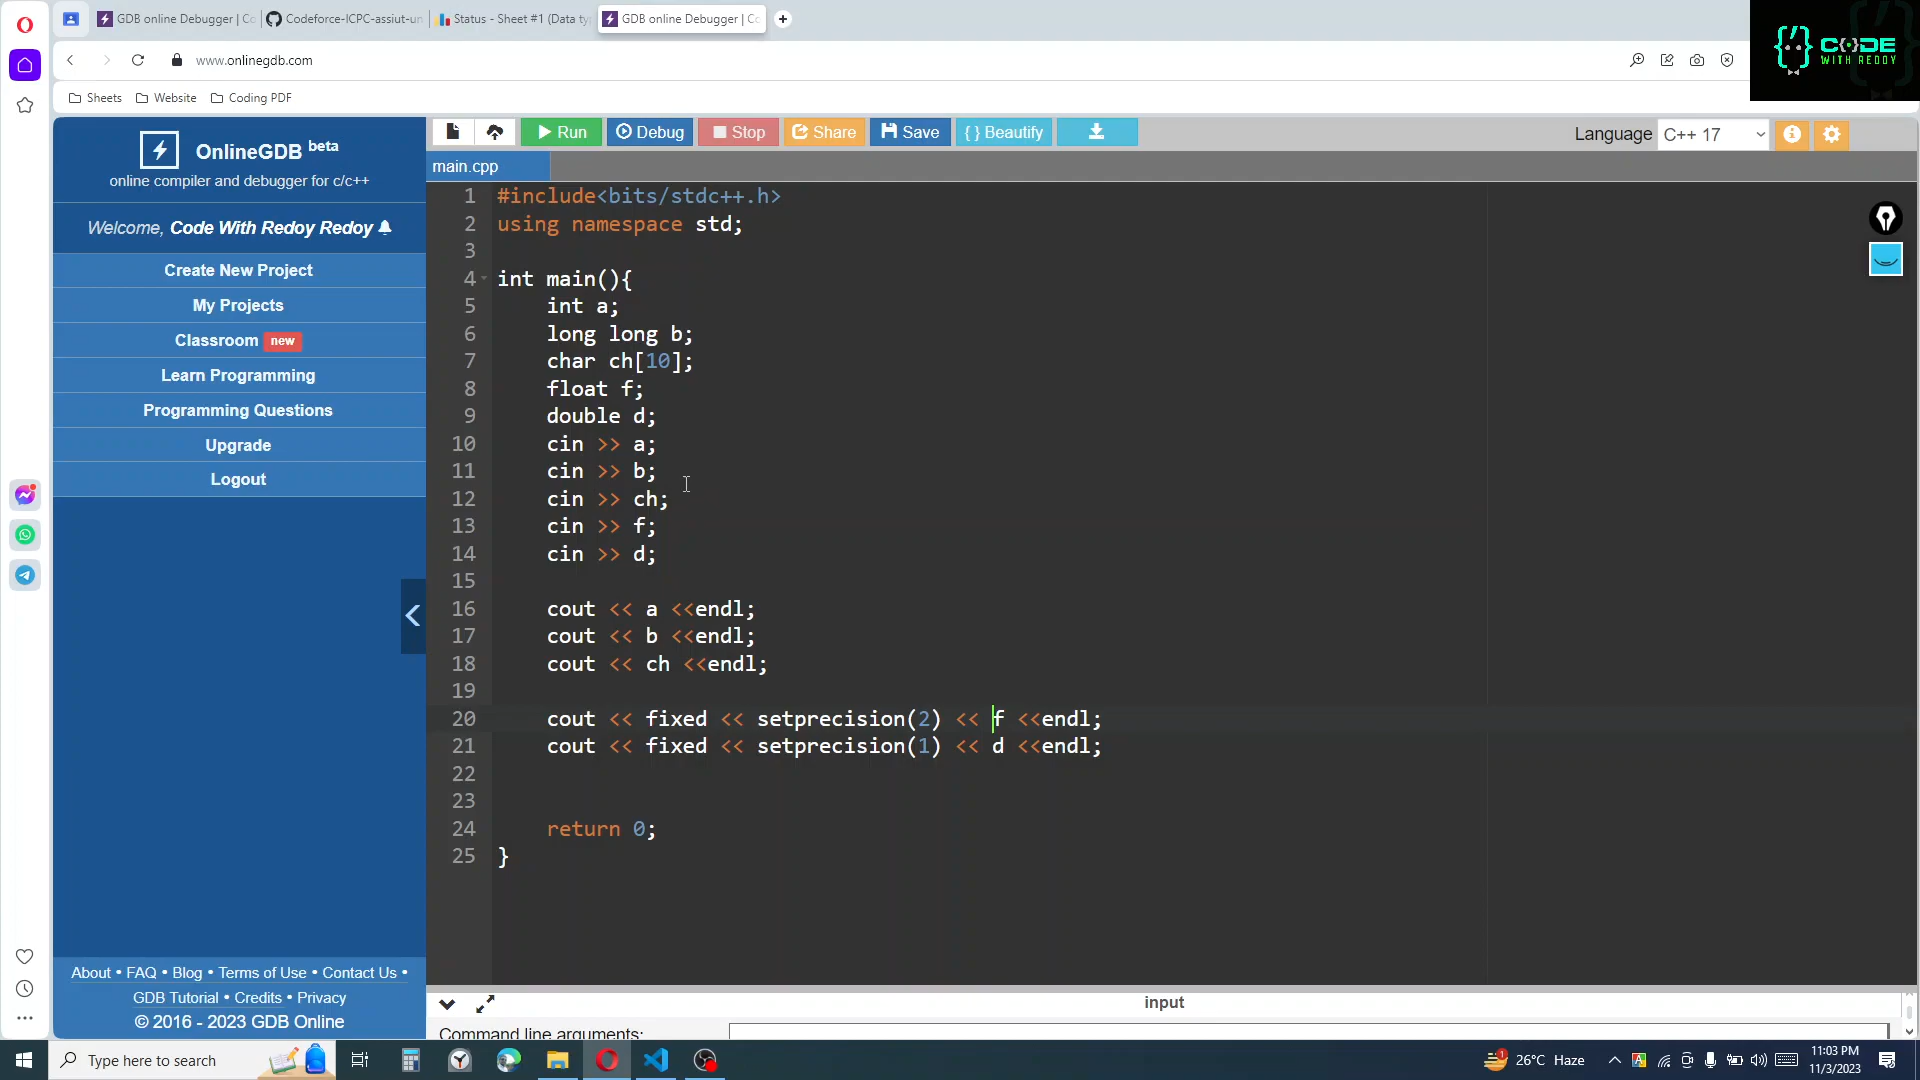 GDB online Debugger | Co
Codeforce-ICPC-assiut-un
Status - Sheet #1 (Data ty
GDB online Debugger | Co
www.onlinegdb.com
CODE
WITH REDOY
Sheets
Website
Coding PDF
OnlineGDB beta
online compiler and debugger for c/c++
Welcome, Code With Redoy Redoy
Create New Project
My Projects
Classroom new
Learn Programming
Programming Questions
Upgrade
Logout
About • FAQ • Blog • Terms of Use • Contact Us •
GDB Tutorial • Credits • Privacy
© 2016 - 2023 GDB Online
Run
Debug
Stop
Share
Save
{ } Beautify
Language C++ 17
main.cpp
1 #include<bits/stdc++.h>
2 using namespace std;
3
4 int main(){
5 int a;
6 long long b;
7 char ch[10];
8 float f;
9 double d;
10 cin >> a;
11 cin >> b;
12 cin >> ch;
13 cin >> f;
14 cin >> d;
15
16 cout << a <<endl;
17 cout << b <<endl;
18 cout << ch <<endl;
19
20 cout << fixed << setprecision(2) << f <<endl;
21 cout << fixed << setprecision(1) << d <<endl;
22
23
24 return 0;
25 }
input
Command line arguments:
Type here to search
26°C Haze
11:03 PM
11/3/2023